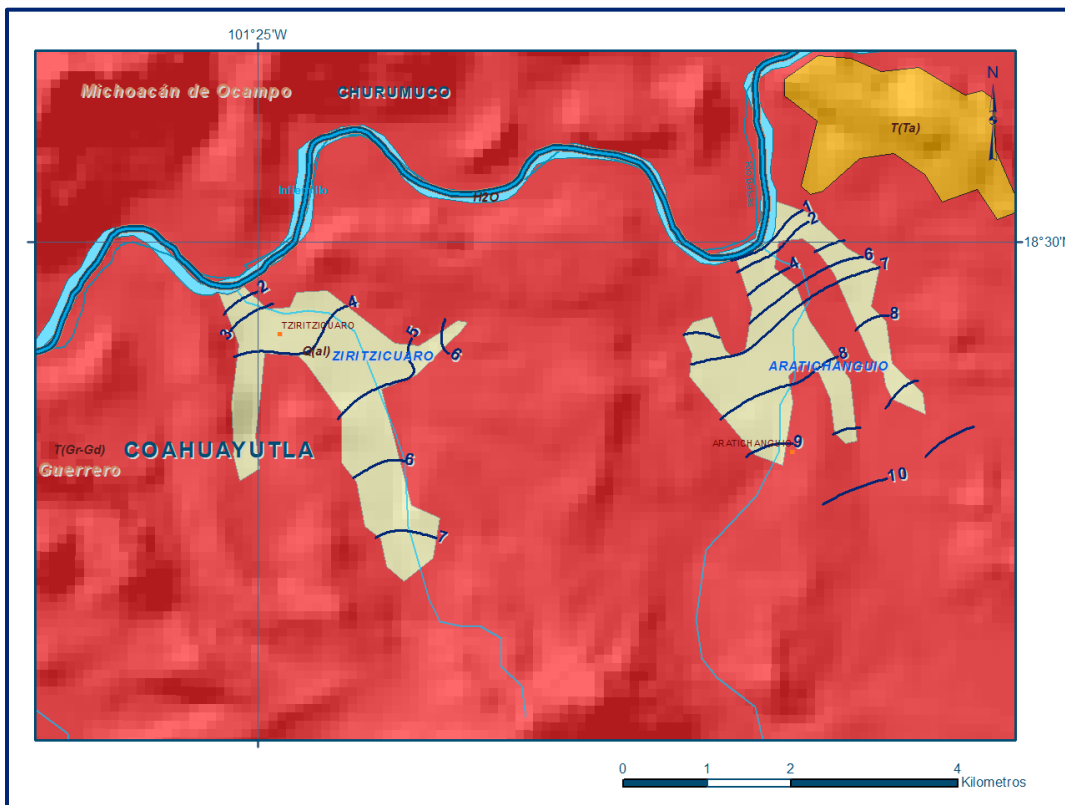 101°25'W
N
Michoacán de Ocampo
CHURUMUCO
T(Ta)
H2O
18°30'N
1
2
2
3
4
4
5
6
6
6
7
7
8
8
9
10
TZIRITZICUARO
Q(al)
ZIRITZICUARO
ARATICHANGUIO
ARATICHANGUIO
T(Gr-Gd)
COAHUAYUTLA
Guerrero
0 1 2 4
Kilometros